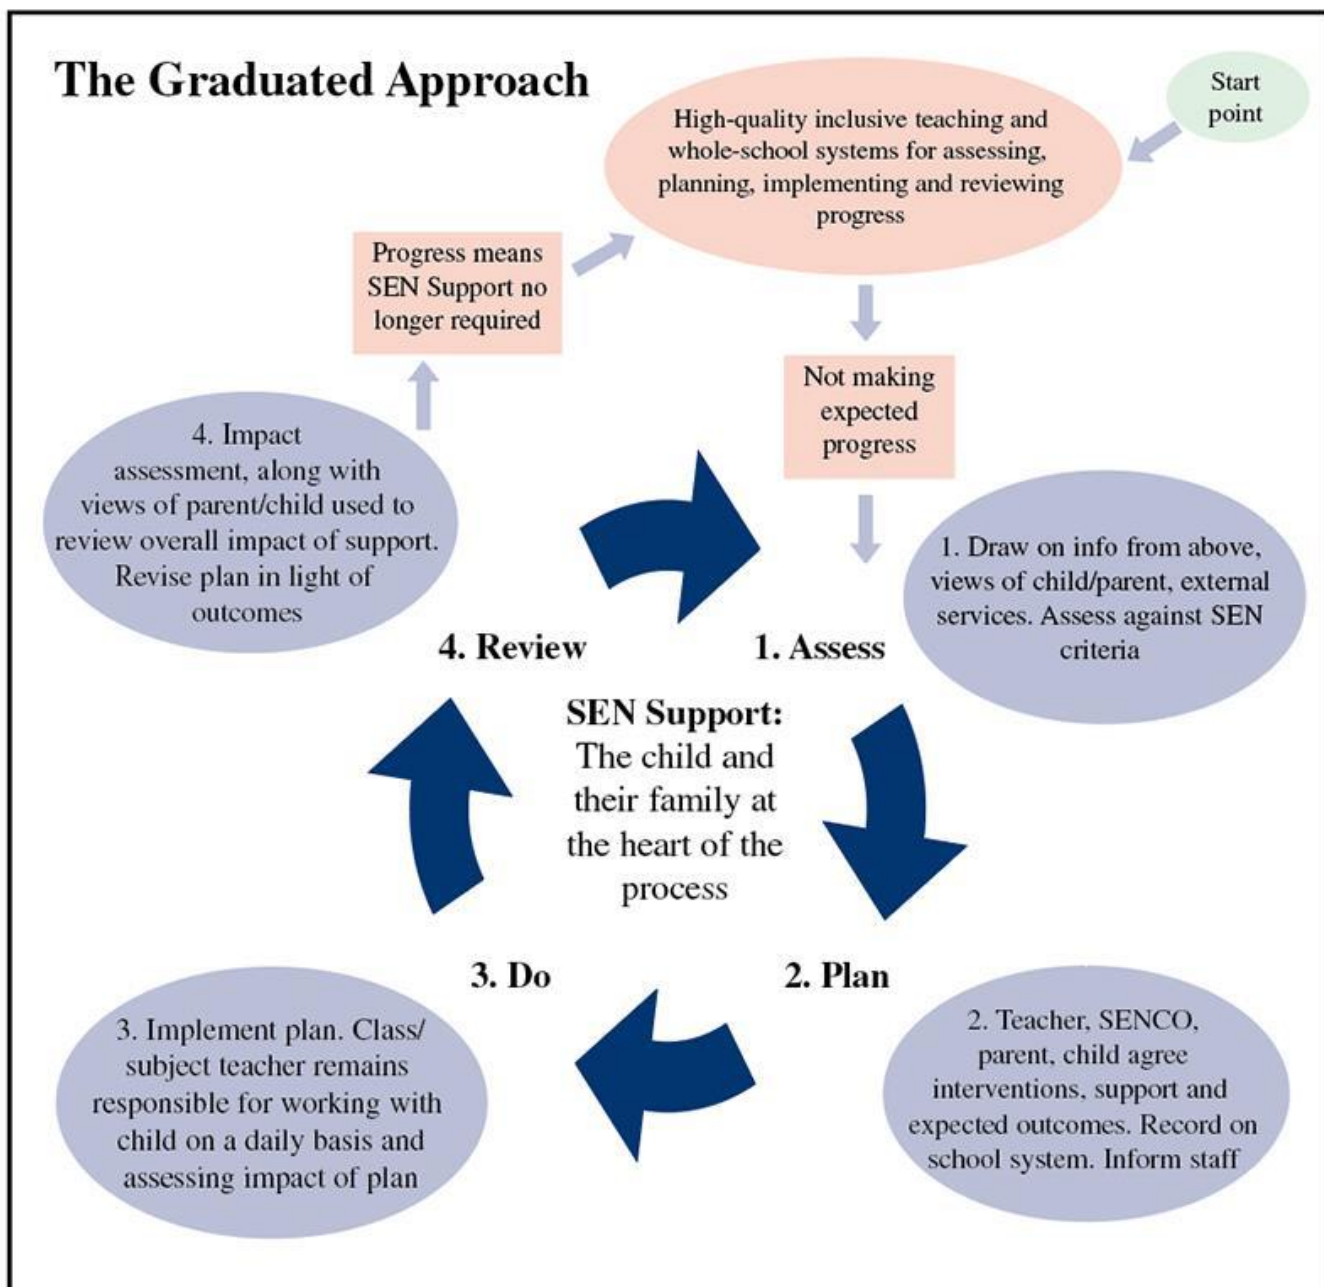 The Graduated Approach
Start
point
High-quality inclusive teaching and
whole-school systems for assessing,
planning, implementing and reviewing
progress
Progress means
SEN Support no
longer required
Not making
expected
progress
4. Impact
assessment, along with
views of parent/child used to
review overall impact of support.
Revise plan in light of
outcomes
1. Draw on info from above,
views of child/parent, external
services. Assess against SEN
criteria
4. Review
1. Assess
SEN Support:
The child and
their family at
the heart of the
process
3. Do
2. Plan
3. Implement plan. Class/
subject teacher remains
responsible for working with
child on a daily basis and
assessing impact of plan
2. Teacher, SENCO,
parent, child agree
interventions, support and
expected outcomes. Record on
school system. Inform staff